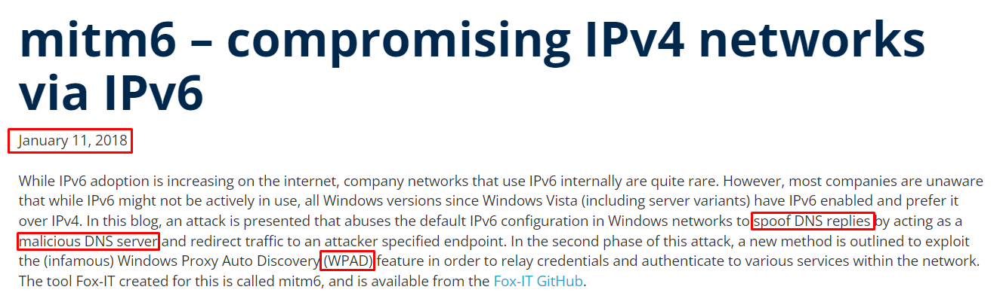 mitm6 – compromising IPv4 networks
via IPv6
January 11, 2018
While IPv6 adoption is increasing on the internet, company networks that use IPv6 internally are quite rare. However, most companies are unaware
that while IPv6 might not be actively in use, all Windows versions since Windows Vista (including server variants) have IPv6 enabled and prefer it
over IPv4. In this blog, an attack is presented that abuses the default IPv6 configuration in Windows networks to spoof DNS replies by acting as a
malicious DNS server and redirect traffic to an attacker specified endpoint. In the second phase of this attack, a new method is outlined to exploit
the (infamous) Windows Proxy Auto Discovery (WPAD) feature in order to relay credentials and authenticate to various services within the network.
The tool Fox-IT created for this is called mitm6, and is available from the Fox-IT GitHub.